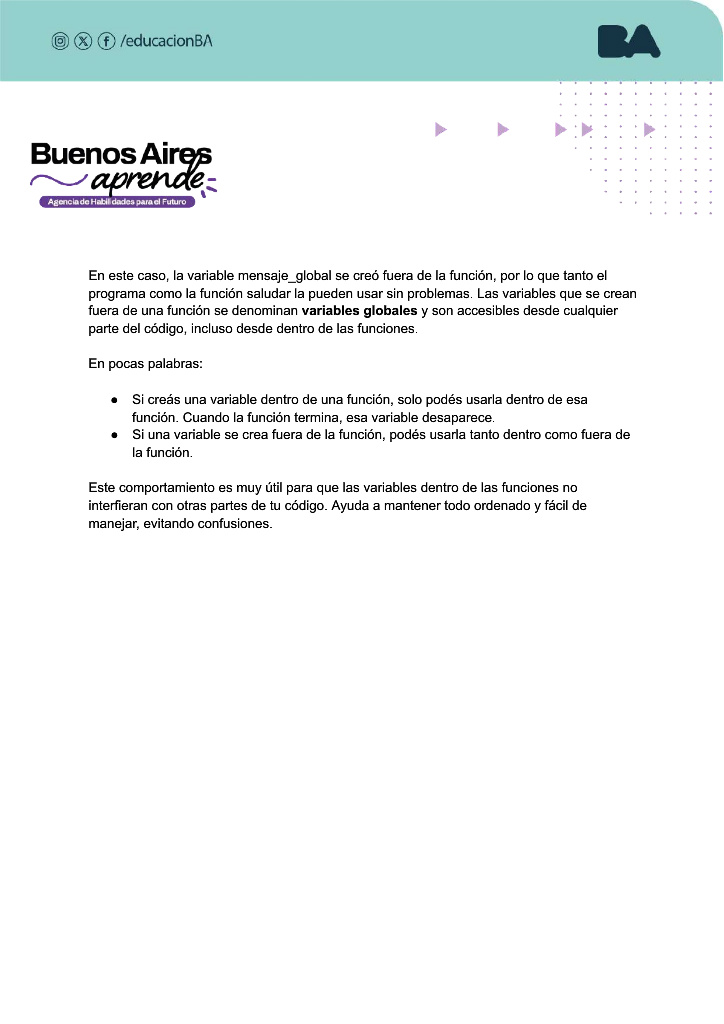 /educacionBA
BA
Buenos Aires
aprende
Agencia de Habilidades para el Futuro
En este caso, la variable mensaje_global se creó fuera de la función, por lo que tanto el
programa como la función saludar la pueden usar sin problemas. Las variables que se crean
fuera de una función se denominan variables globales y son accesibles desde cualquier
parte del código, incluso desde dentro de las funciones.
En pocas palabras:
● Si creás una variable dentro de una función, solo podés usarla dentro de esa
función. Cuando la función termina, esa variable desaparece.
● Si una variable se crea fuera de la función, podés usarla tanto dentro como fuera de
la función.
Este comportamiento es muy útil para que las variables dentro de las funciones no
interfieran con otras partes de tu código. Ayuda a mantener todo ordenado y fácil de
manejar, evitando confusiones.